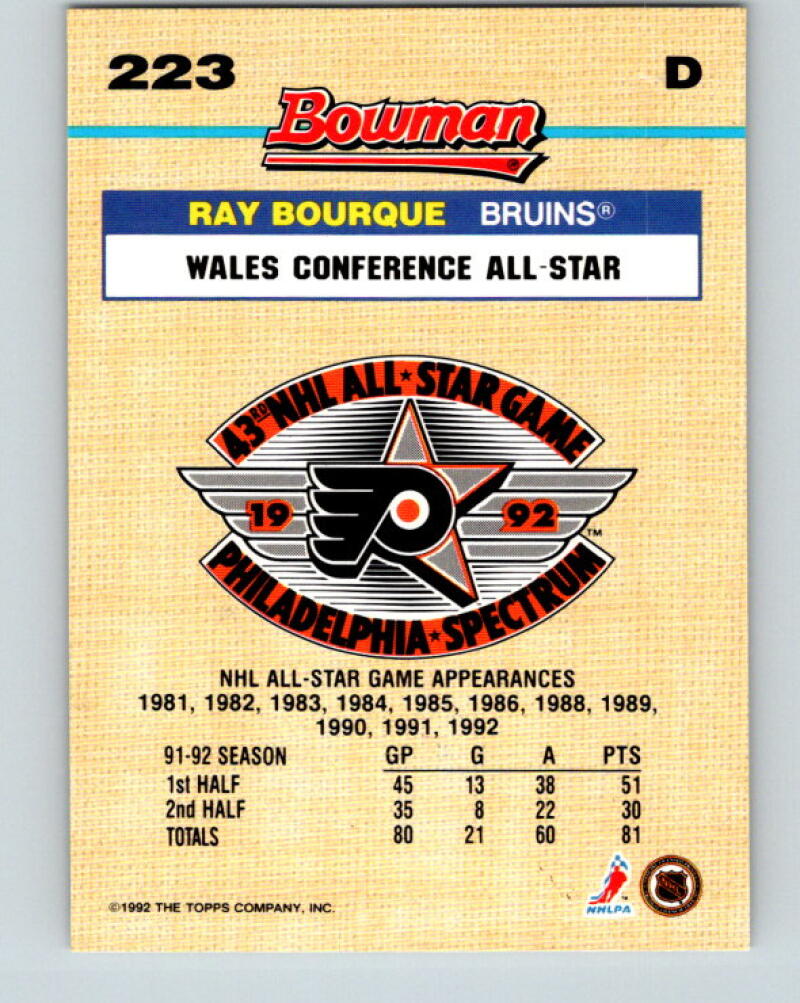 223 D
Bowman®
RAY BOURQUE BRUINS®
WALES CONFERENCE ALL-STAR
43RD NHL ALL★STAR GAME
19 92
™
PHILADELPHIA★SPECTRUM
NHL ALL-STAR GAME APPEARANCES
1981, 1982, 1983, 1984, 1985, 1986, 1988, 1989,
1990, 1991, 1992
91-92 SEASON GP G A PTS
1st HALF 45 13 38 51
2nd HALF 35 8 22 30
TOTALS 80 21 60 81
NHLPA™
©1992 THE TOPPS COMPANY, INC.